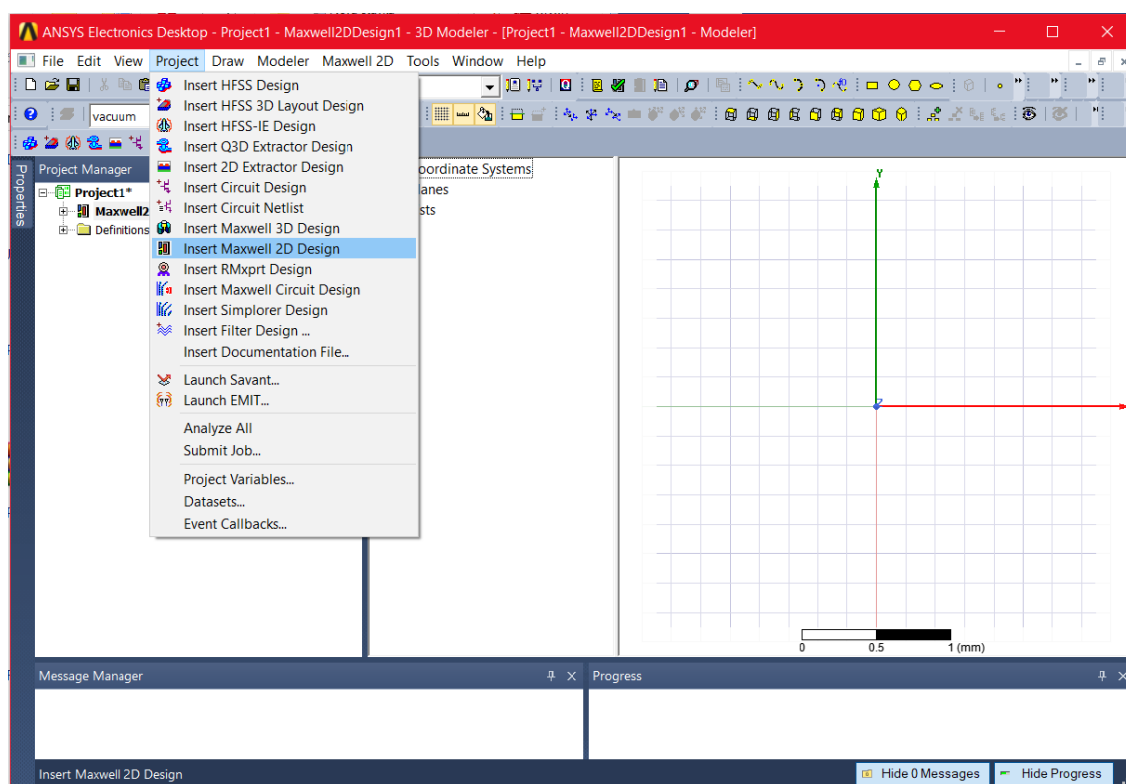 ANSYS Electronics Desktop - Project1 - Maxwell2DDesign1 - 3D Modeler - [Project1 - Maxwell2DDesign1 - Modeler]
File Edit View Project Draw Modeler Maxwell 2D Tools Window Help
vacuum
Properties
Project Manager
Project1*
Maxwell2
Definitions
Insert HFSS Design
Insert HFSS 3D Layout Design
Insert HFSS-IE Design
Insert Q3D Extractor Design
Insert 2D Extractor Design
Insert Circuit Design
Insert Circuit Netlist
Insert Maxwell 3D Design
Insert Maxwell 2D Design
Insert RMxprt Design
Insert Maxwell Circuit Design
Insert Simplorer Design
Insert Filter Design ...
Insert Documentation File...
Launch Savant...
Launch EMIT...
Analyze All
Submit Job...
Project Variables...
Datasets...
Event Callbacks...
oordinate Systems
lanes
sts
Y
Z
0 0.5 1 (mm)
Message Manager
Progress
Insert Maxwell 2D Design
Hide 0 Messages
Hide Progress